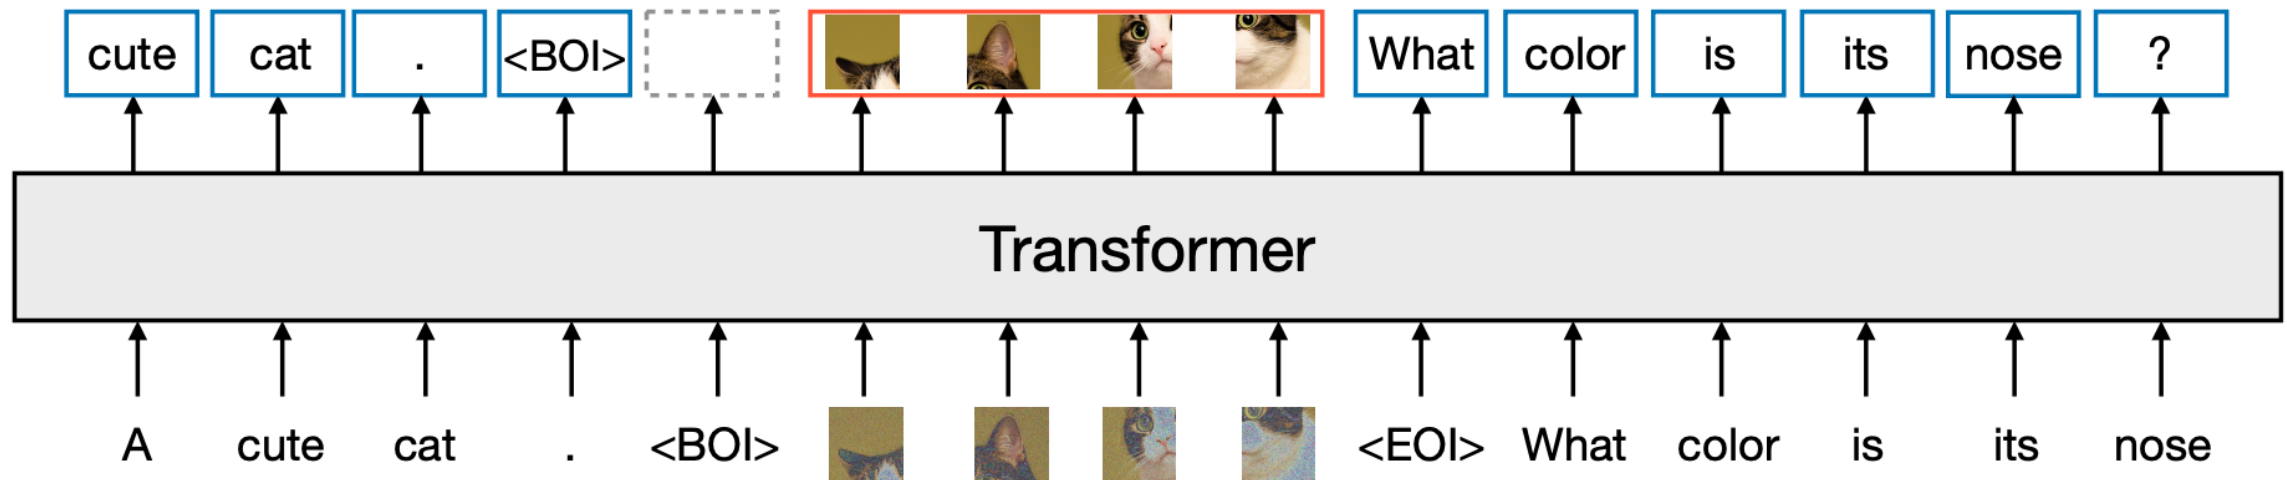 cute cat . <BOI> What color is its nose ?
Transformer
A cute cat . <BOI> <EOI> What color is its nose